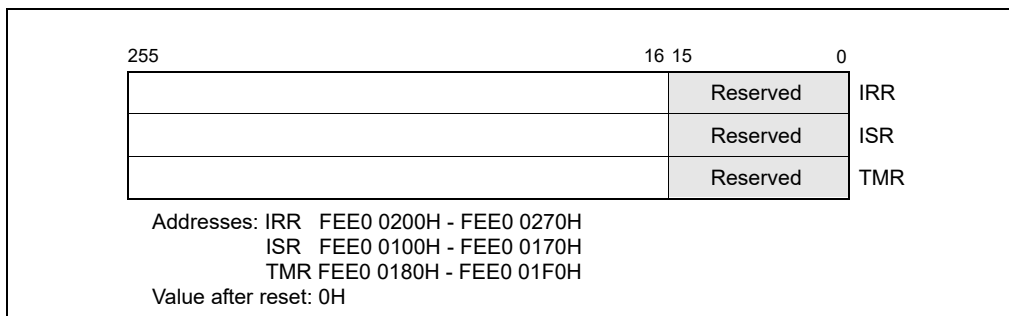 255 16 15 0
Reserved IRR
Reserved ISR
Reserved TMR
Addresses: IRR FEE0 0200H - FEE0 0270H
ISR FEE0 0100H - FEE0 0170H
TMR FEE0 0180H - FEE0 01F0H
Value after reset: 0H